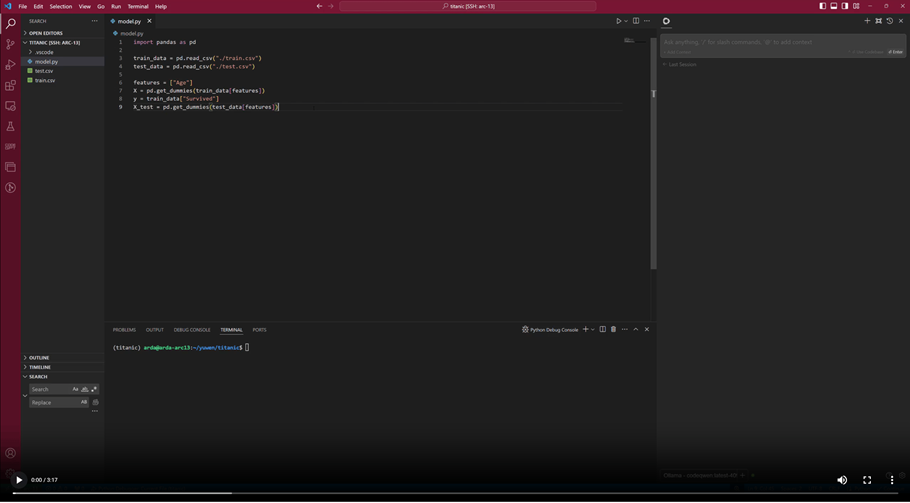 File Edit Selection View Go Run Terminal Help
titanic [SSH: arc-13]
SEARCH
OPEN EDITORS
TITANIC [SSH: ARC-13]
.vscode
model.py
test.csv
train.csv
OUTLINE
TIMELINE
SEARCH
Search
Aa
Replace
AB
model.py
model.py
1 import pandas as pd
2
3 train_data = pd.read_csv("./train.csv")
4 test_data = pd.read_csv("./test.csv")
5
6 features = ["Age"]
7 X = pd.get_dummies(train_data[features])
8 y = train_data["Survived"]
9 X_test = pd.get_dummies(test_data[features])
PROBLEMS OUTPUT DEBUG CONSOLE TERMINAL PORTS
Python Debug Console
(titanic) arda@arda-arc13:~/yuwen/titanic$
Ask anything, '/' for slash commands, '@' to add context
Enter
Last Session
0:00 / 3:17